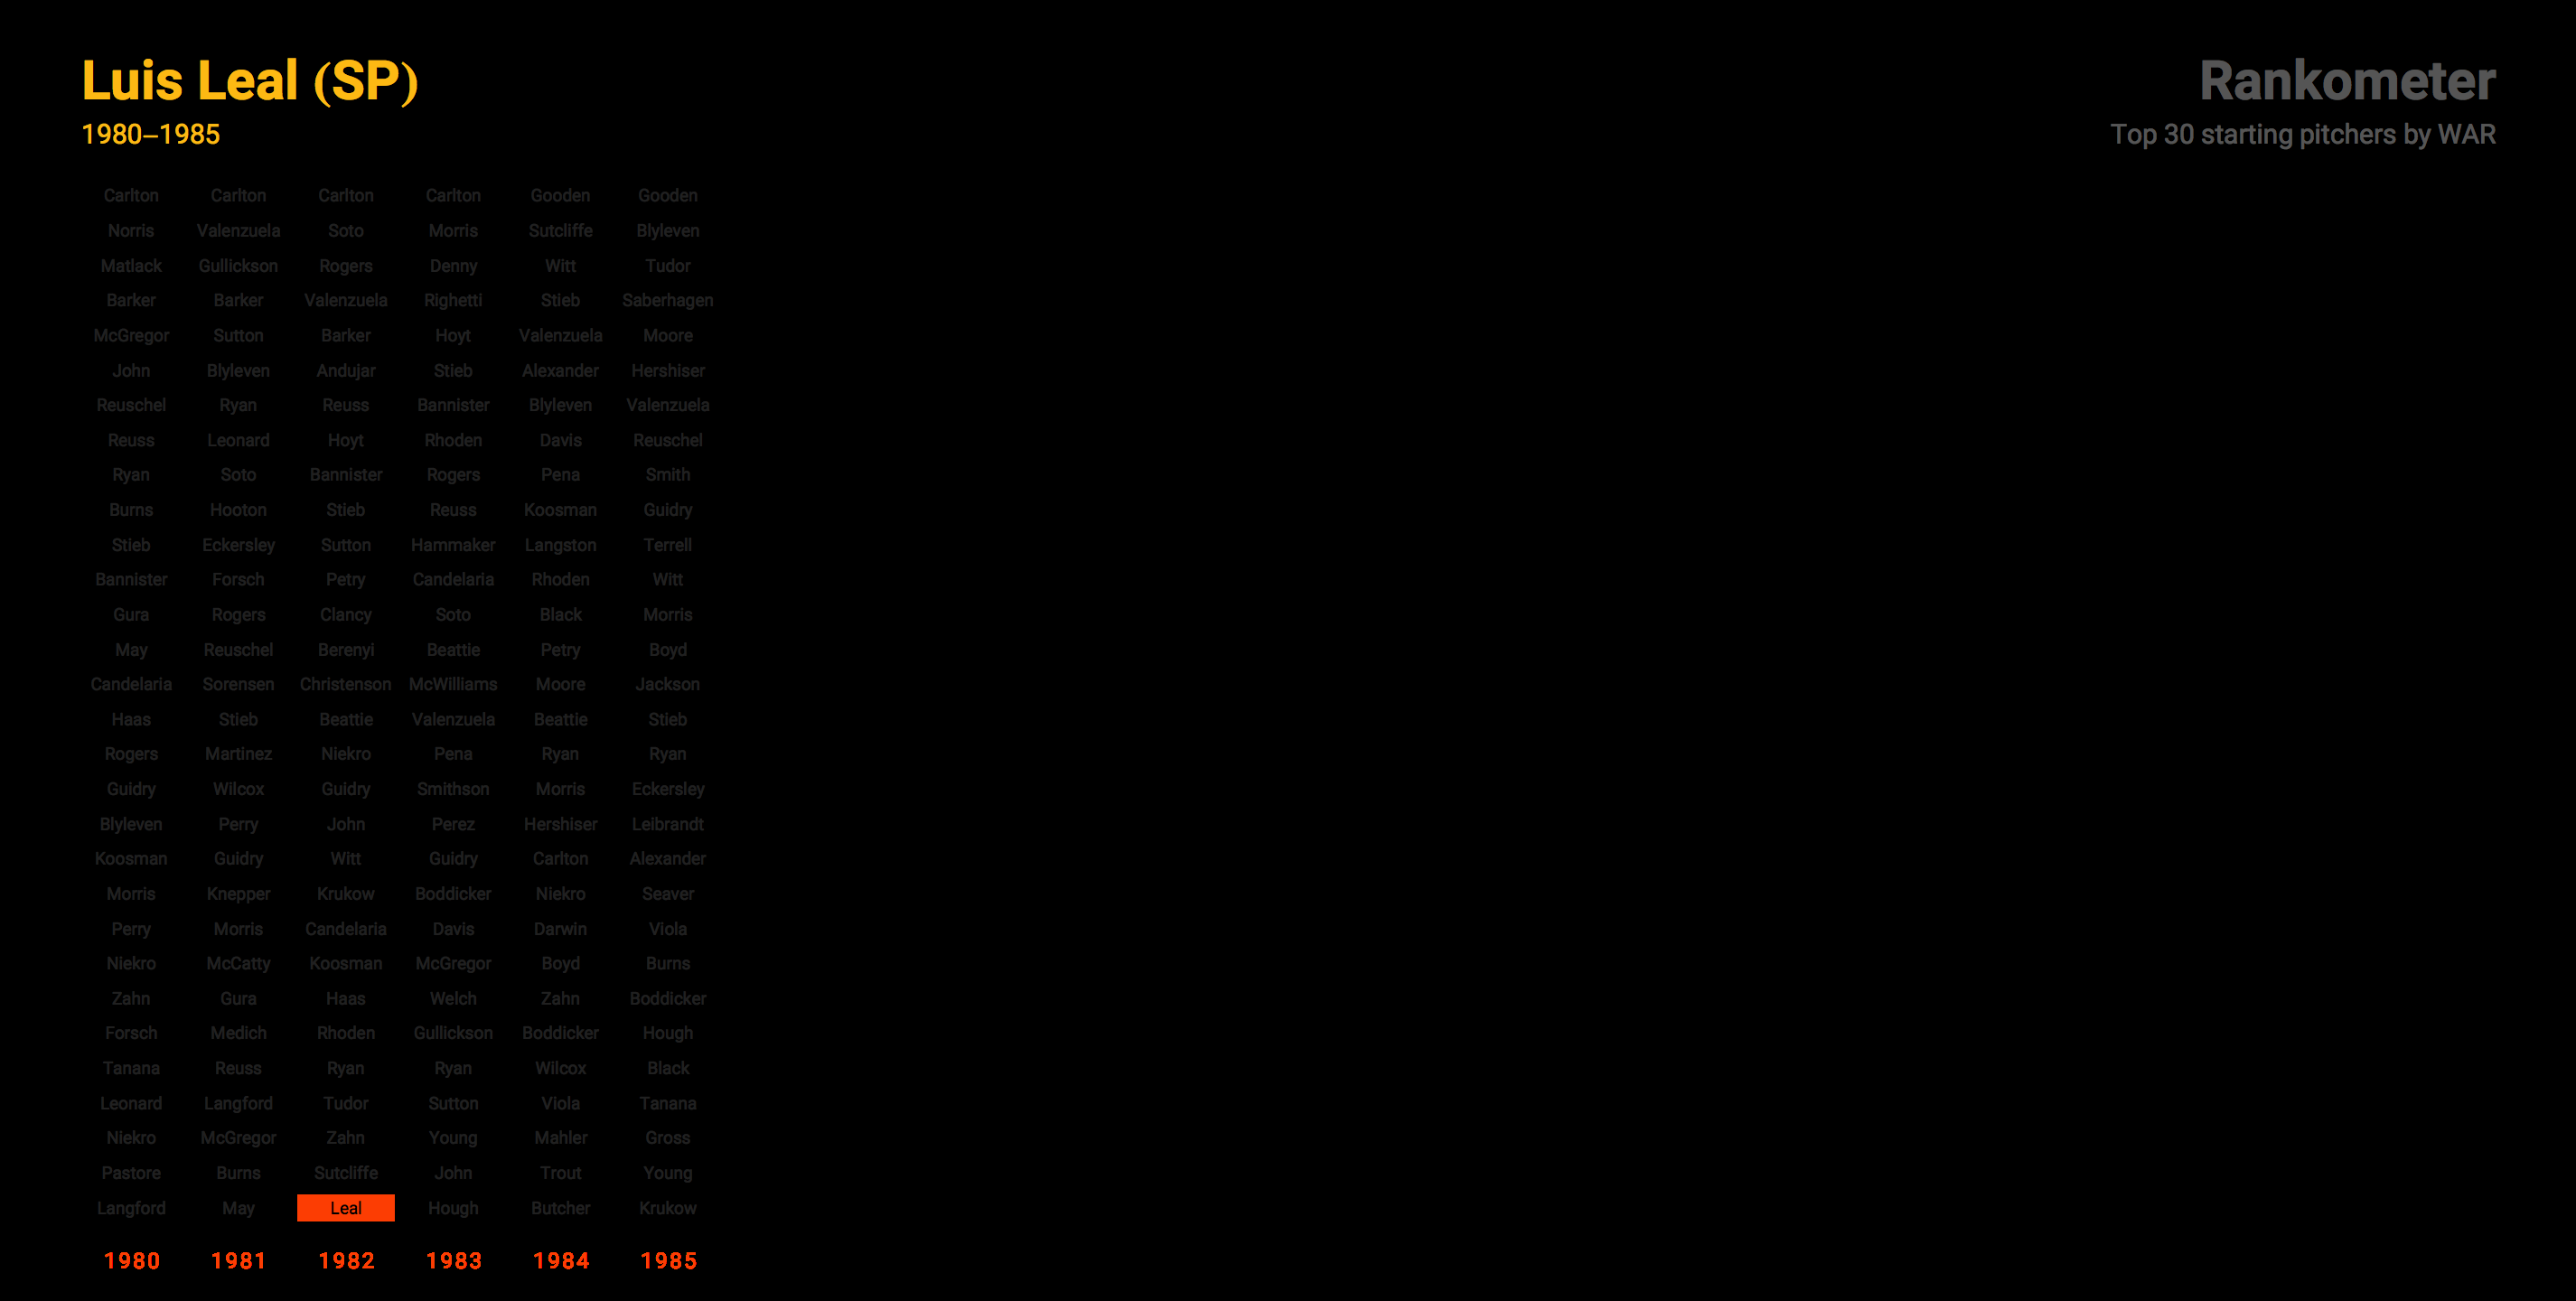 Luis Leal (SP)
1980–1985
Rankometer
Top 30 starting pitchers by WAR
Carlton Carlton Carlton Carlton Gooden Gooden
Norris Valenzuela Soto Morris Sutcliffe Blyleven
Matlack Gullickson Rogers Denny Witt Tudor
Barker Barker Valenzuela Righetti Stieb Saberhagen
McGregor Sutton Barker Hoyt Valenzuela Moore
John Blyleven Andujar Stieb Alexander Hershiser
Reuschel Ryan Reuss Bannister Blyleven Valenzuela
Reuss Leonard Hoyt Rhoden Davis Reuschel
Ryan Soto Bannister Rogers Pena Smith
Burns Hooton Stieb Reuss Koosman Guidry
Stieb Eckersley Sutton Hammaker Langston Terrell
Bannister Forsch Petry Candelaria Rhoden Witt
Gura Rogers Clancy Soto Black Morris
May Reuschel Berenyi Beattie Petry Boyd
Candelaria Sorensen Christenson McWilliams Moore Jackson
Haas Stieb Beattie Valenzuela Beattie Stieb
Rogers Martinez Niekro Pena Ryan Ryan
Guidry Wilcox Guidry Smithson Morris Eckersley
Blyleven Perry John Perez Hershiser Leibrandt
Koosman Guidry Witt Guidry Carlton Alexander
Morris Knepper Krukow Boddicker Niekro Seaver
Perry Morris Candelaria Davis Darwin Viola
Niekro McCatty Koosman McGregor Boyd Burns
Zahn Gura Haas Welch Zahn Boddicker
Forsch Medich Rhoden Gullickson Boddicker Hough
Tanana Reuss Ryan Ryan Wilcox Black
Leonard Langford Tudor Sutton Viola Tanana
Niekro McGregor Zahn Young Mahler Gross
Pastore Burns Sutcliffe John Trout Young
Langford May Leal Hough Butcher Krukow
1980 1981 1982 1983 1984 1985